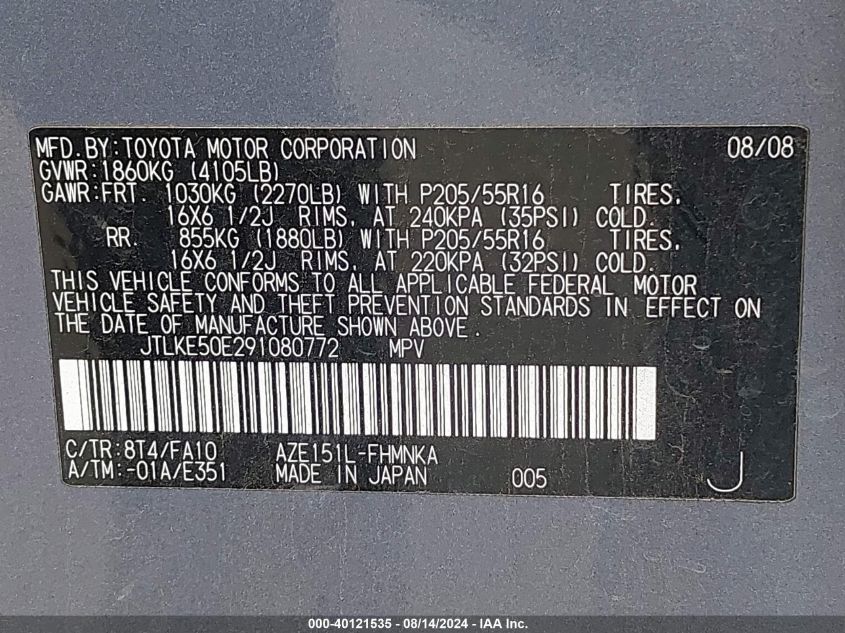 MFD.BY:TOYOTA MOTOR CORPORATION 08/08
GVWR:1860KG (4105LB)
GAWR:FRT. 1030KG (2270LB) WITH P205/55R16 TIRES,
16X6 1/2J RIMS, AT 240KPA (35PSI) COLD.
RR. 855KG (1880LB) WITH P205/55R16 TIRES,
16X6 1/2J RIMS, AT 220KPA (32PSI) COLD.
THIS VEHICLE CONFORMS TO ALL APPLICABLE FEDERAL MOTOR
VEHICLE SAFETY AND THEFT PREVENTION STANDARDS IN EFFECT ON
THE DATE OF MANUFACTURE SHOWN ABOVE.
JTLKE50E291080772 MPV
C/TR:8T4/FA10 AZE151L-FHMNKA
A/TM:-01A/E351 MADE IN JAPAN 005 J
000-40121535 - 08/14/2024 - IAA Inc.